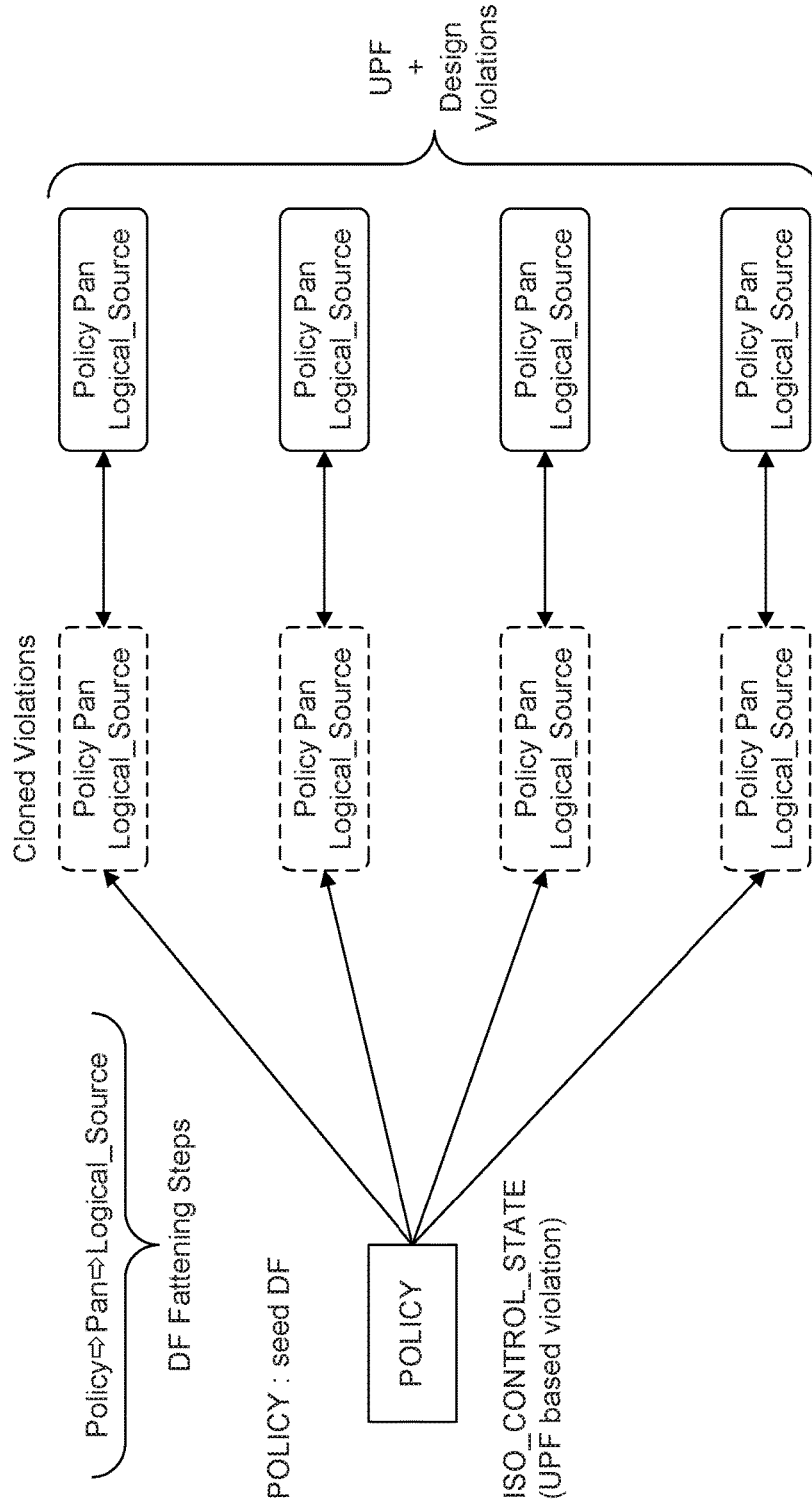 Policy⇨Pan⇨Logical_Source
DF Fattening Steps
POLICY : seed DF
POLICY
ISO_CONTROL_STATE
(UPF based violation)
Cloned Violations
Policy Pan
Logical_Source
Policy Pan
Logical_Source
Policy Pan
Logical_Source
Policy Pan
Logical_Source
Policy Pan
Logical_Source
Policy Pan
Logical_Source
Policy Pan
Logical_Source
Policy Pan
Logical_Source
UPF
+
Design
Violations